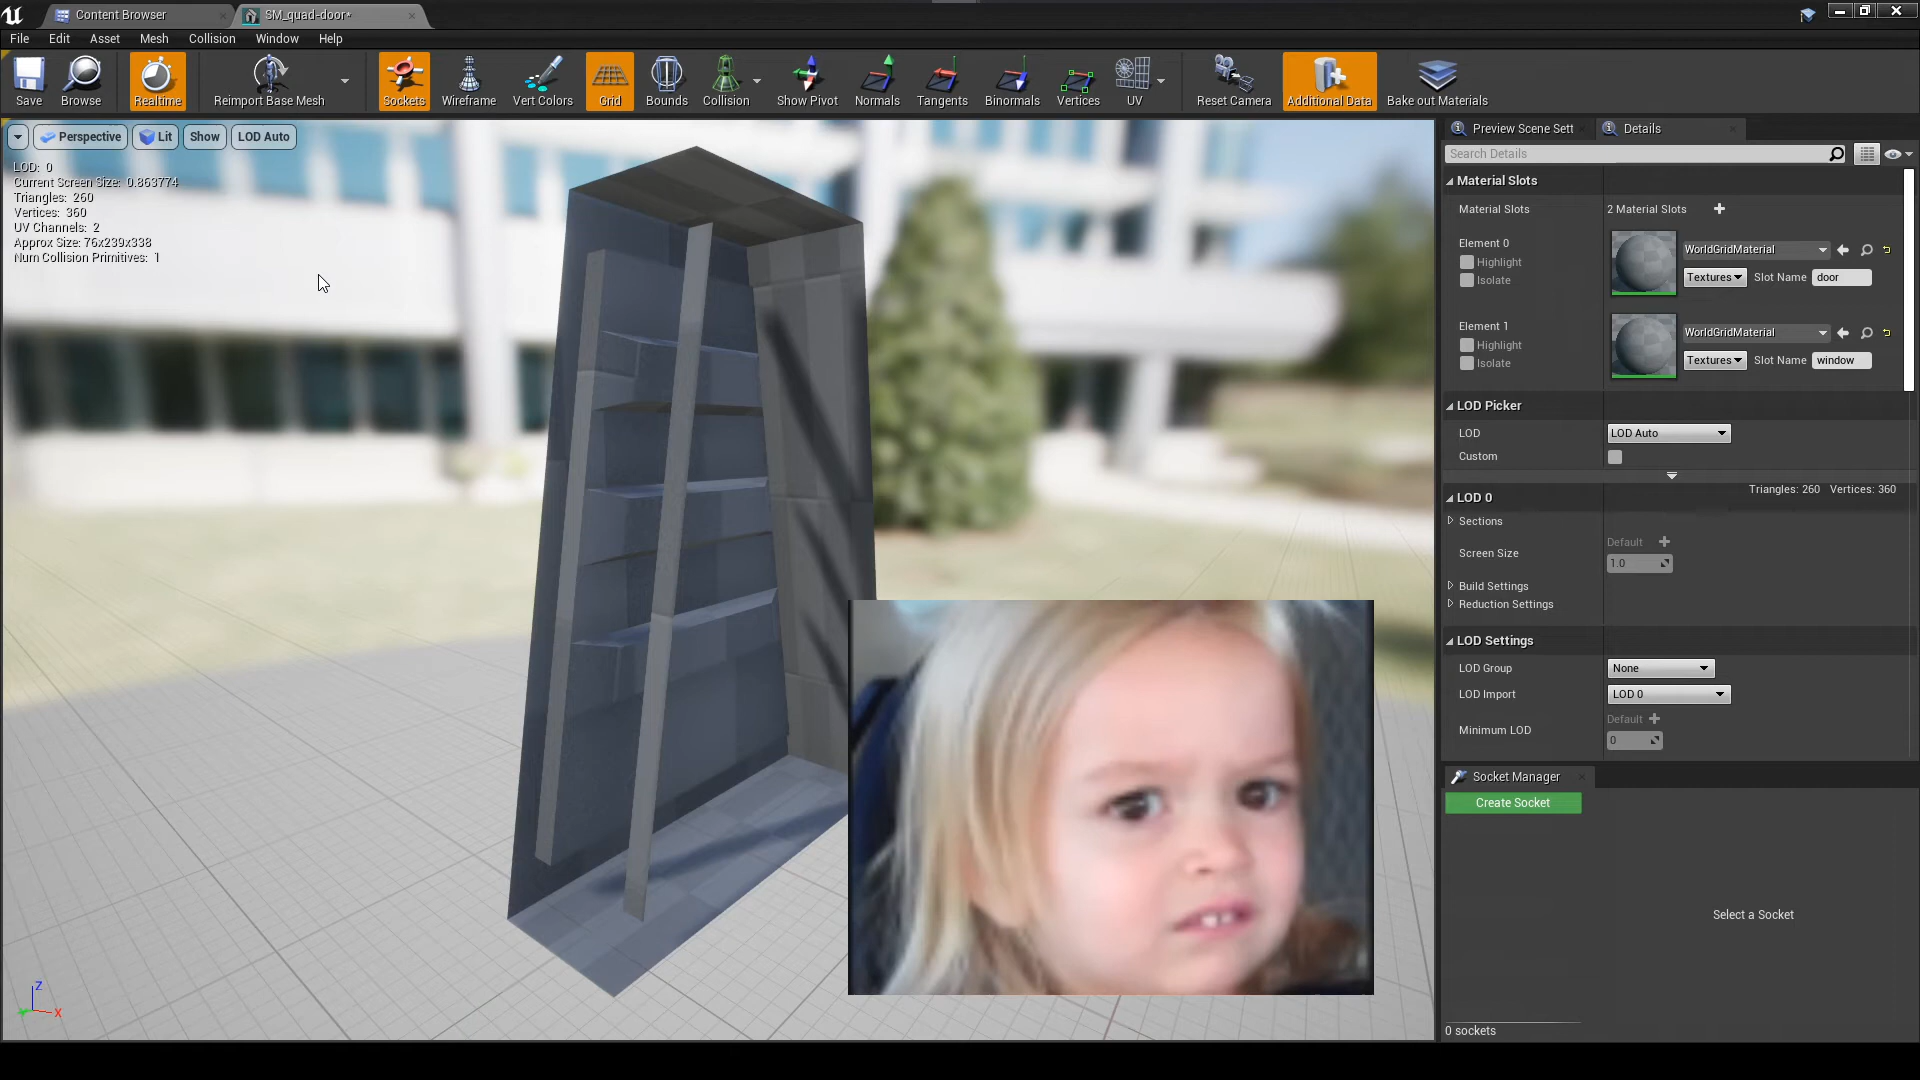 Content Browser
SM_quad-door*
File Edit Asset Mesh Collision Window Help
Save Browse Realtime Reimport Base Mesh Sockets Wireframe Vert Colors Grid Bounds Collision Show Pivot Normals Tangents Binormals Vertices UV Reset Camera Additional Data Bake out Materials
Perspective Lit Show LOD Auto
LOD: 0
Current Screen Size: 0.863774
Triangles: 260
Vertices: 360
UV Channels: 2
Approx Size: 76x239x338
Num Collision Primitives: 1
Z
X
Preview Scene Sett
Details
Search Details
Material Slots
Material Slots 2 Material Slots
Element 0
Highlight
Isolate
WorldGridMaterial
Textures Slot Name door
Element 1
Highlight
Isolate
WorldGridMaterial
Textures Slot Name window
LOD Picker
LOD LOD Auto
Custom
Triangles: 260 Vertices: 360
LOD 0
Sections
Default
Screen Size 1.0
Build Settings
Reduction Settings
LOD Settings
LOD Group None
LOD Import LOD 0
Default
Minimum LOD 0
Socket Manager
Create Socket
Select a Socket
0 sockets